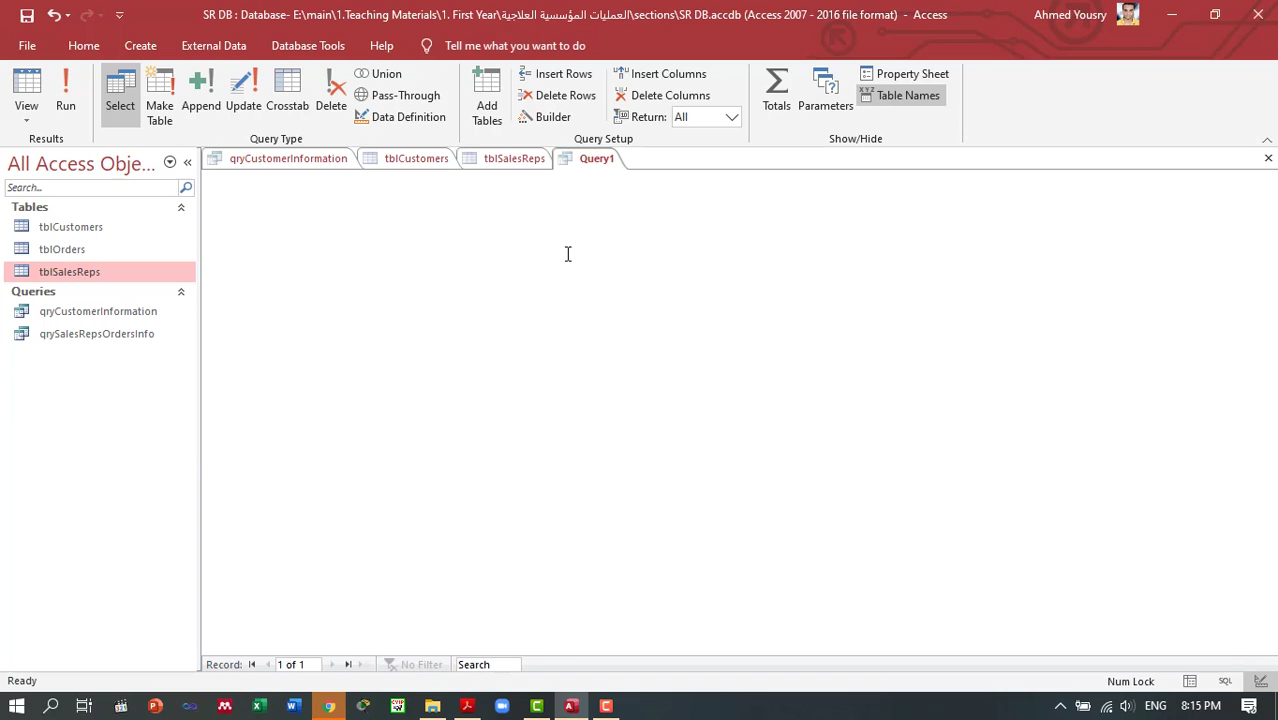 SR DB : Database- E:\main\1.Teaching Materials\1. First Year\العمليات المؤسسية العلاجية\sections\SR DB.accdb (Access 2007 - 2016 file format) - Access
Ahmed Yousry
File Home Create External Data Database Tools Help Tell me what you want to do
View
Run
Results
Select
Make Table
Append
Update
Crosstab
Delete
Union
Pass-Through
Data Definition
Query Type
Add Tables
Insert Rows
Delete Rows
Builder
Insert Columns
Delete Columns
Return: All
Query Setup
Totals
Parameters
Property Sheet
XYZ
Table Names
Show/Hide
All Access Obje...
Search...
Tables
tblCustomers
tblOrders
tblSalesReps
Queries
qryCustomerInformation
qrySalesRepsOrdersInfo
qryCustomerInformation tblCustomers tblSalesReps Query1
Record: 1 of 1 No Filter Search
Ready
Num Lock
SQL
ENG 8:15 PM